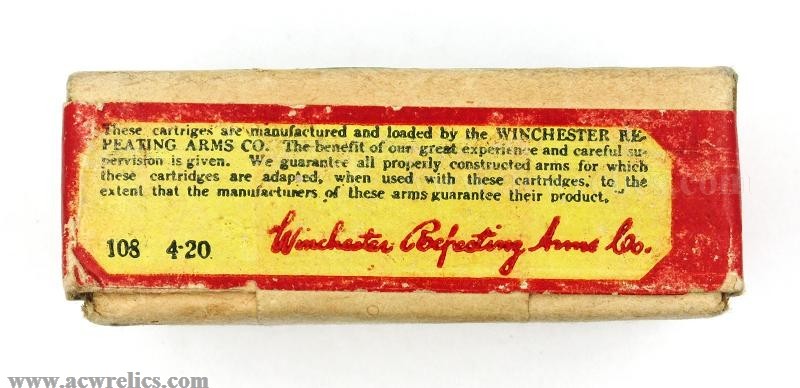 These cartriges are manufactured and loaded by the WINCHESTER RE-
PEATING ARMS CO. The benefit of our great experience and careful su-
pervision is given. We guarantee all properly constructed arms for which
these cartridges are adapted, when used with these cartridges, to the
extent that the manufacturers of these arms guarantee their product.
108 4-20 Winchester Repeating Arms Co.
www.acwrelics.com